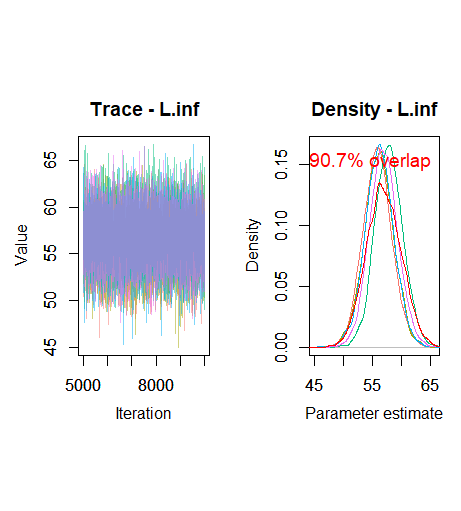 Trace - L.inf
Value
65
60
55
50
45
5000 8000
Iteration
Density - L.inf
90.7% overlap
Density
0.15
0.10
0.05
0.00
45 55 65
Parameter estimate